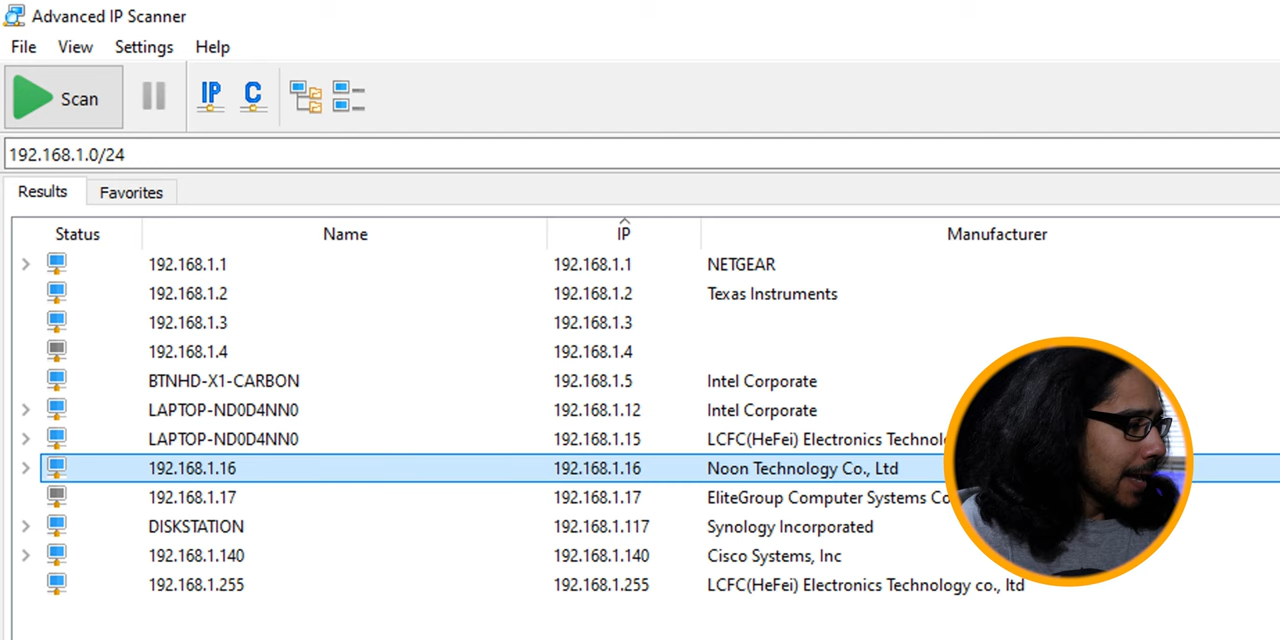 Advanced IP Scanner
File View Settings Help
Scan IP C
192.168.1.0/24
Results Favorites
Status Name IP Manufacturer
192.168.1.1 192.168.1.1 NETGEAR
192.168.1.2 192.168.1.2 Texas Instruments
192.168.1.3 192.168.1.3
192.168.1.4 192.168.1.4
BTNHD-X1-CARBON 192.168.1.5 Intel Corporate
LAPTOP-ND0D4NN0 192.168.1.12 Intel Corporate
LAPTOP-ND0D4NN0 192.168.1.15 LCFC(HeFei) Electronics
192.168.1.16 192.168.1.16 Noon Technology Co., Ltd
192.168.1.17 192.168.1.17 EliteGroup Computer Systems
DISKSTATION 192.168.1.117 Synology Incorporated
192.168.1.140 192.168.1.140 Cisco Systems, Inc
192.168.1.255 192.168.1.255 LCFC(HeFei) Electronics Technology co., ltd